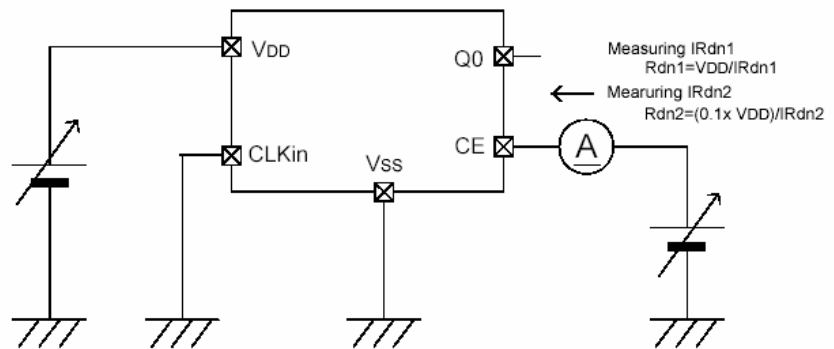 VDD
Q0
Measuring IRdn1
Rdn1=VDD/IRdn1
Mearuring IRdn2
Rdn2=(0.1x VDD)/IRdn2
CLKin
Vss
CE
A